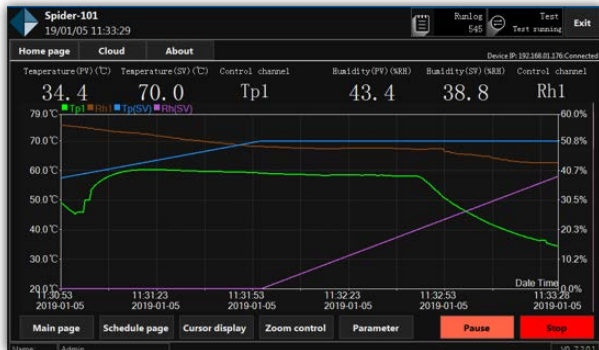 Spider-101
19/01/05 11:33:29
Runlog
545
Test
Test running
Exit
Home page Cloud About
Device IP: 192.168.01.176:Connected
Temperature(PV)(℃) Temperature(SV)(℃) Control channel Humidity(PV)(%RH) Humidity(SV)(%RH) Control channel
34.4 70.0 Tp1 43.4 38.8 Rh1
Tp1 Rh1 Tp(SV) Rh(SV)
79.0℃ 60.0%
70.0℃ 50.8%
60.0℃ 40.7%
50.0℃ 30.5%
40.0℃ 20.3%
30.0℃ 10.2%
20.0℃ Date Time 0.0%
11:30:53 11:31:23 11:31:53 11:32:23 11:32:53 11:33:28
2019-01-05 2019-01-05 2019-01-05 2019-01-05 2019-01-05 2019-01-05
Main page Schedule page Cursor display Zoom control Parameter Pause Stop
Name: Admin